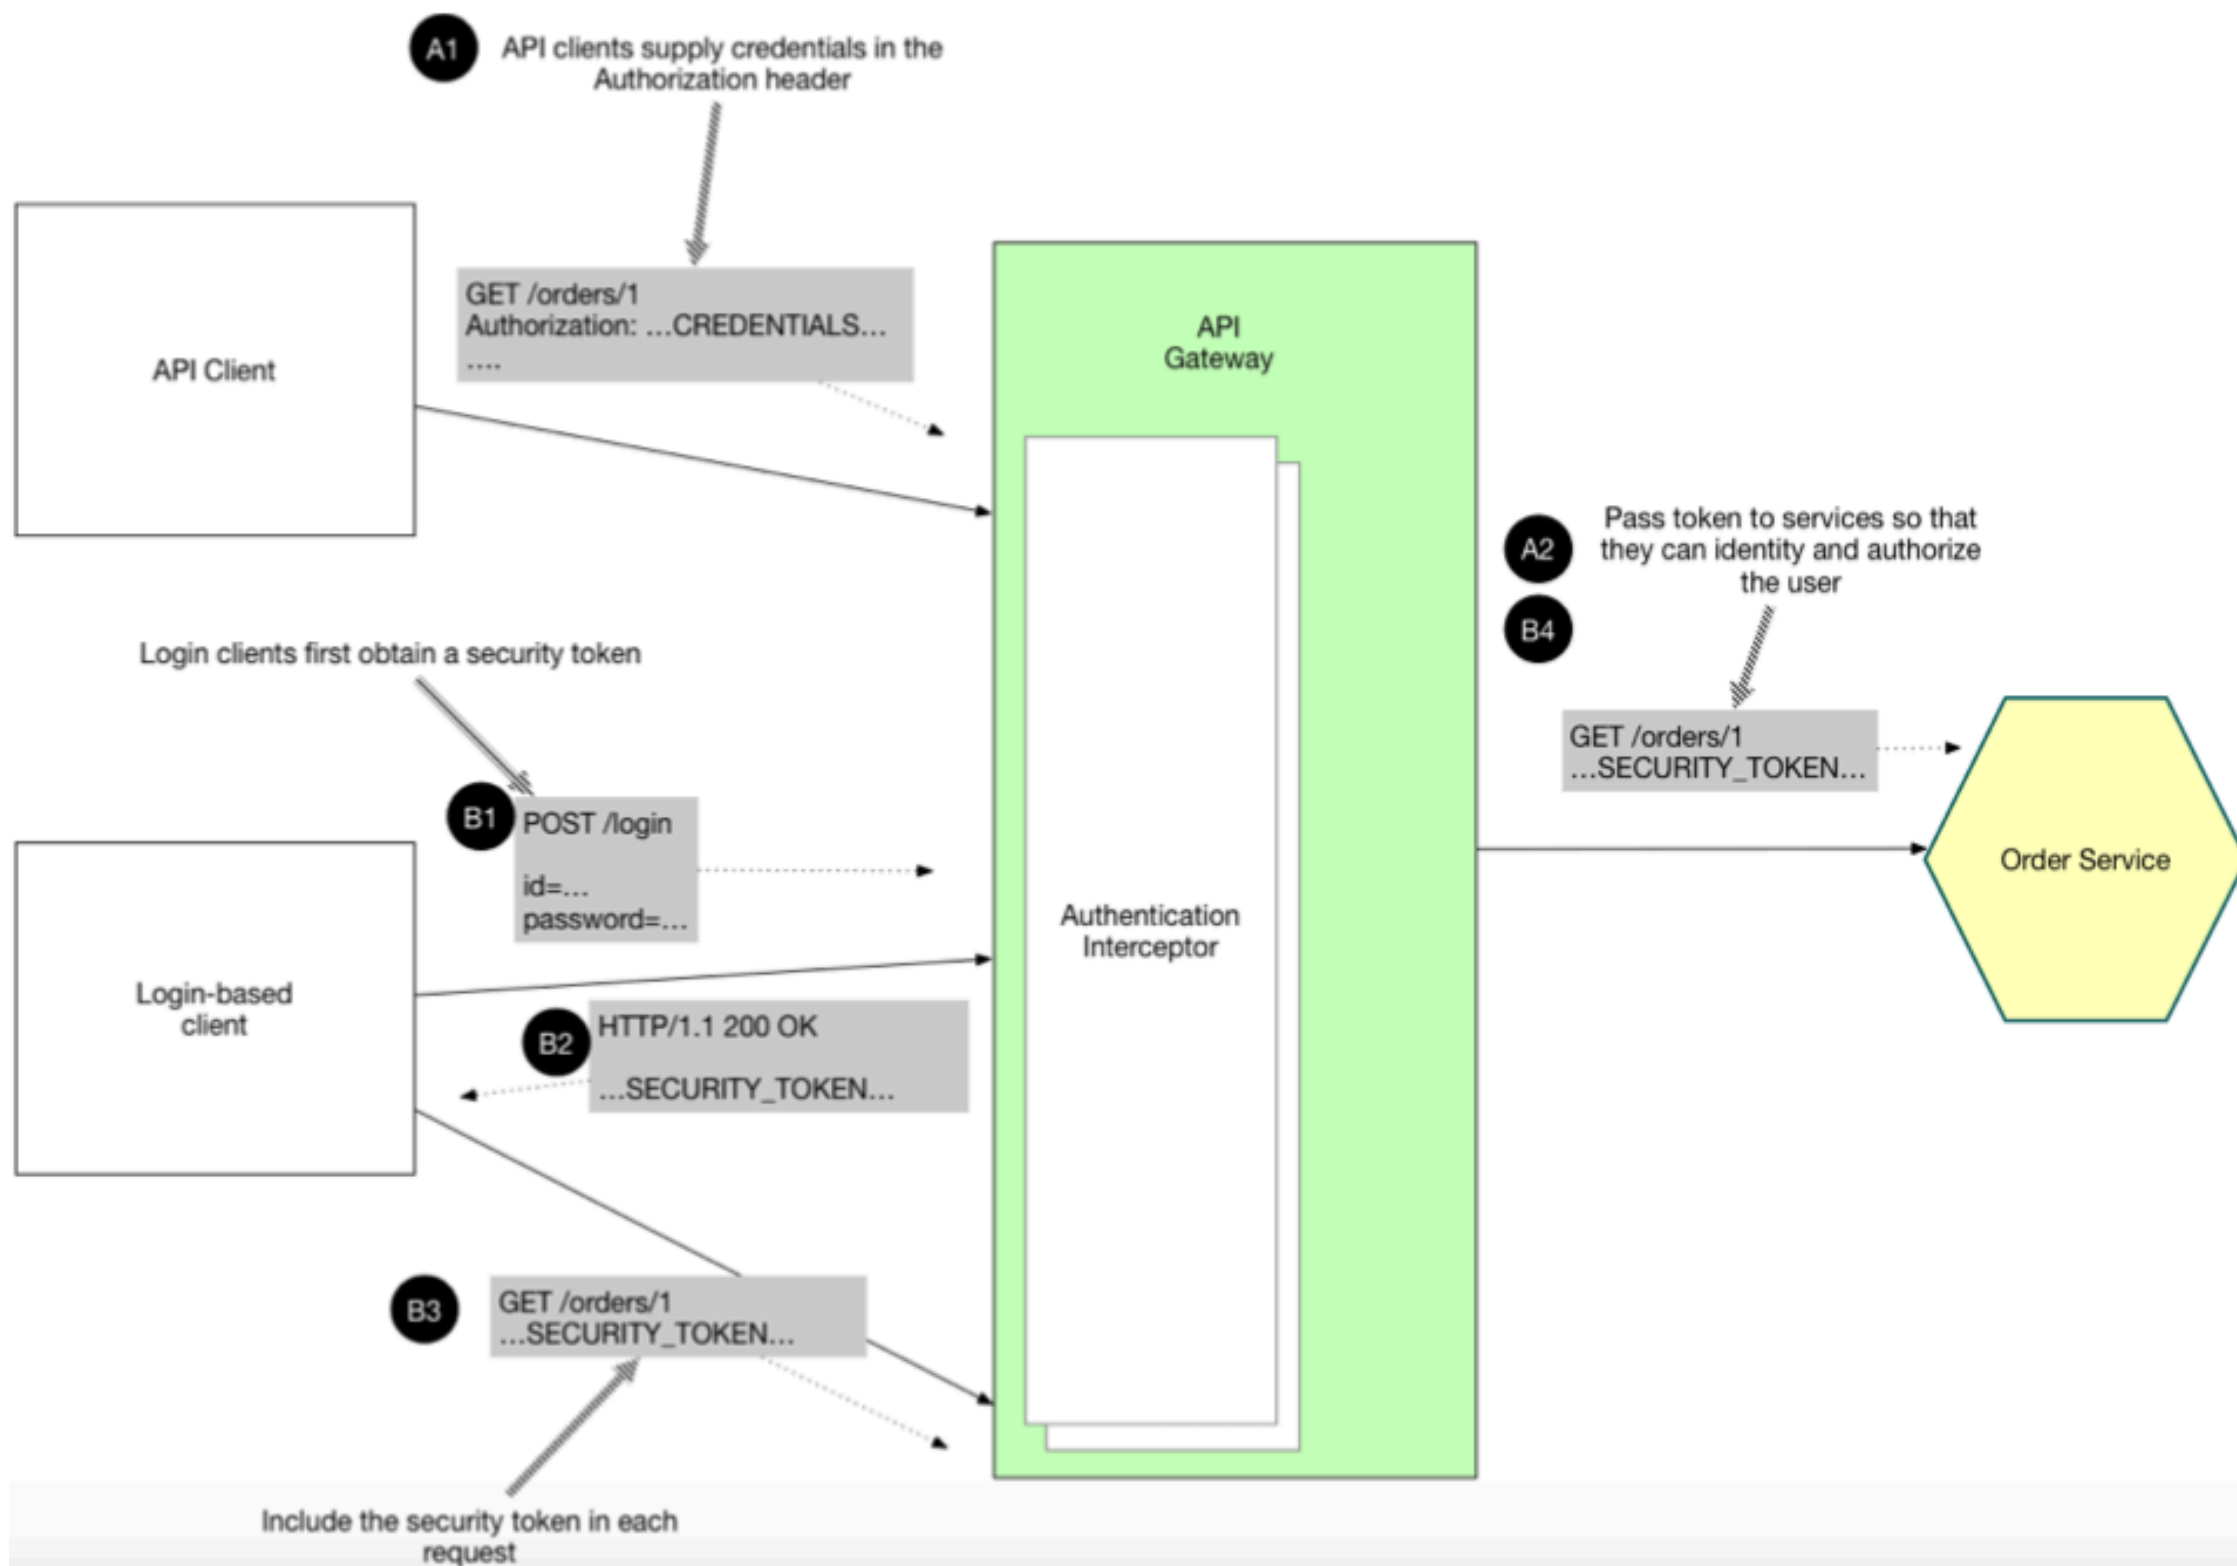 A1
API clients supply credentials in the
Authorization header
GET /orders/1
Authorization: ...CREDENTIALS...
....
API Client
API
Gateway
A2
B4
Pass token to services so that
they can identity and authorize
the user
Login clients first obtain a security token
GET /orders/1
...SECURITY_TOKEN...
B1
POST /login
id=...
password=...
Order Service
Authentication
Interceptor
Login-based
client
B2
HTTP/1.1 200 OK
...SECURITY_TOKEN...
B3
GET /orders/1
...SECURITY_TOKEN...
Include the security token in each
request